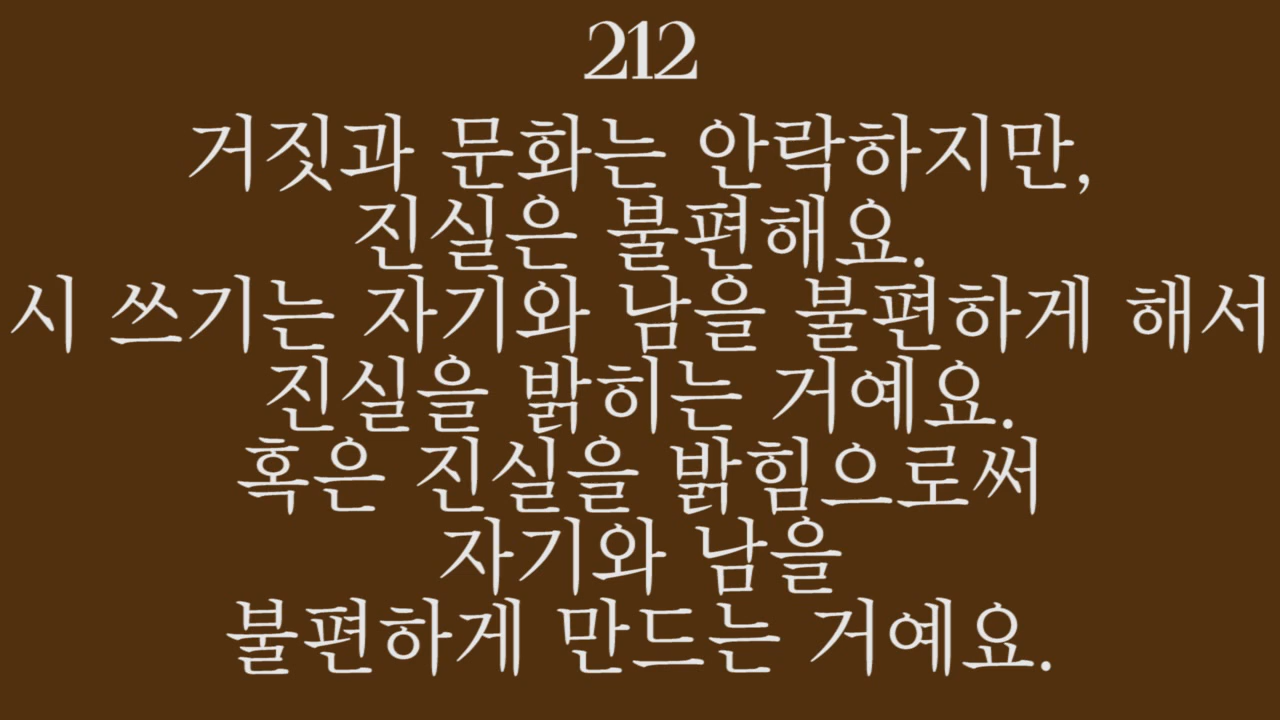 212
거짓과 문화는 안락하지만,
진실은 불편해요.
시 쓰기는 자기와 남을 불편하게 해서
진실을 밝히는 거예요.
혹은 진실을 밝힘으로써
자기와 남을
불편하게 만드는 거예요.